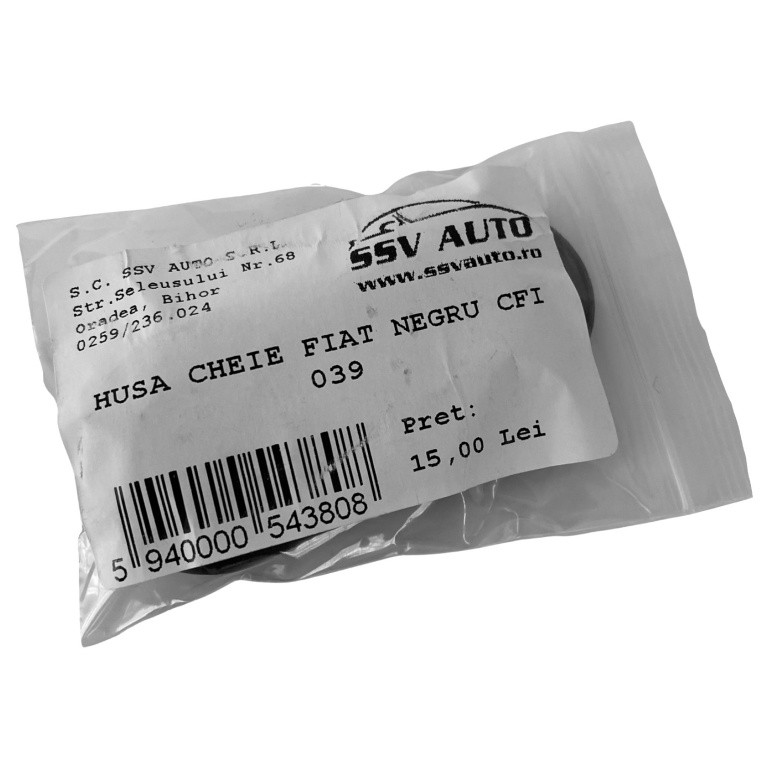 S.C. SSV AUTO S.R.L.
Str.Seleusului Nr.68
Oradea, Bihor
0259/236.024
SSV AUTO
www.ssvauto.ro
HUSA CHEIE FIAT NEGRU CFI
039
Pret:
15,00 Lei
5 940000 543808